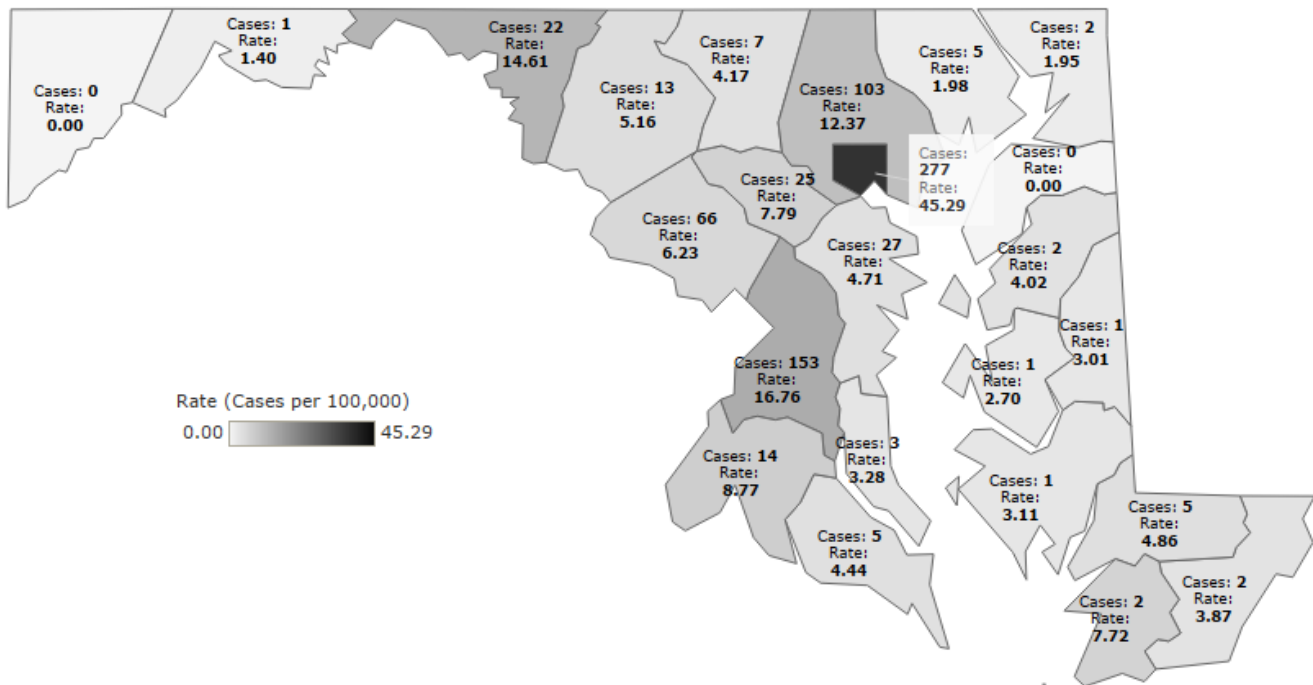 Cases: 1
Rate:
1.40
Cases: 22
Rate:
14.61
Cases: 7
Rate:
4.17
Cases: 5
Rate:
1.98
Cases: 2
Rate:
1.95
Cases: 0
Rate:
0.00
Cases: 13
Rate:
5.16
Cases: 103
Rate:
12.37
Cases:
277
Rate:
45.29
Cases: 0
Rate:
0.00
Cases: 25
Rate:
7.79
Cases: 66
Rate:
6.23
Cases: 27
Rate:
4.71
Cases: 2
Rate:
4.02
Cases: 1
Rate:
3.01
Cases: 153
Rate:
16.76
Cases: 1
Rate:
2.70
Rate (Cases per 100,000)
0.00
45.29
Cases: 3
Rate:
3.28
Cases: 14
Rate:
8.77
Cases: 1
Rate:
3.11
Cases: 5
Rate:
4.86
Cases: 5
Rate:
4.44
Cases: 2
Rate:
3.87
Cases: 2
Rate:
7.72